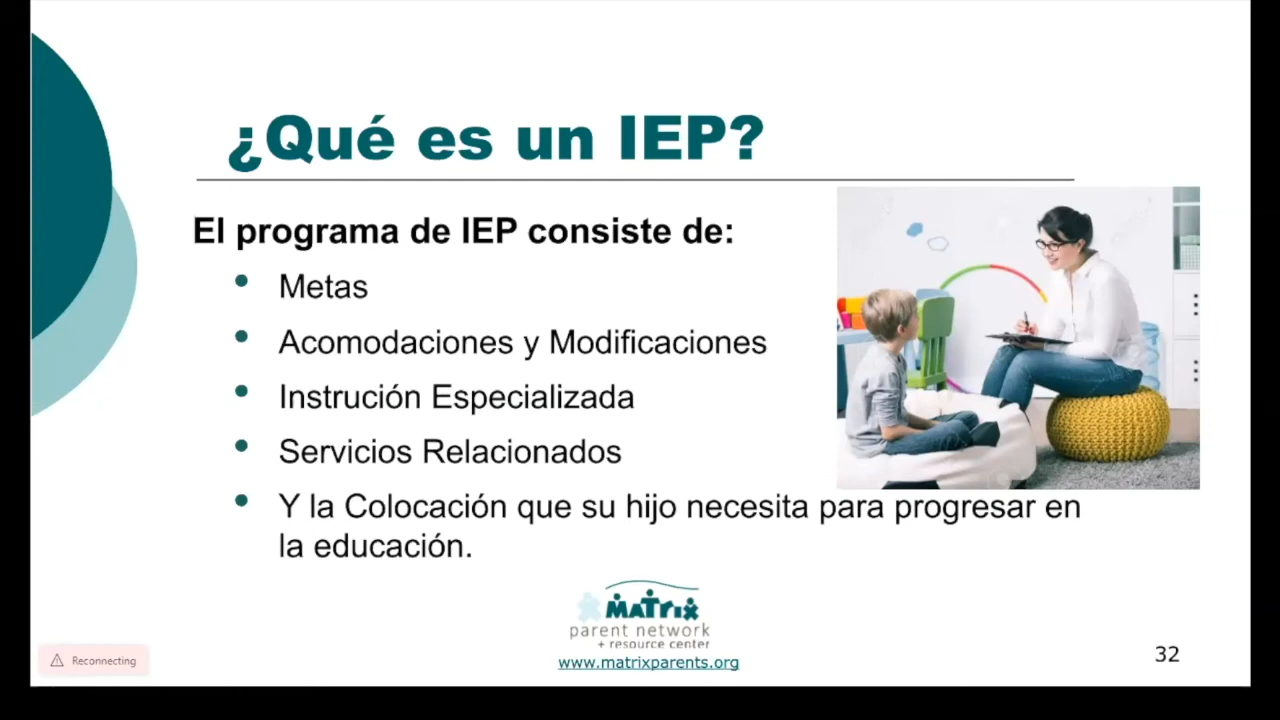 ¿Qué es un IEP?
El programa de IEP consiste de:
• Metas
• Acomodaciones y Modificaciones
• Instrución Especializada
• Servicios Relacionados
• Y la Colocación que su hijo necesita para progresar en
la educación.
MATRIX
parent network
+ resource center
www.matrixparents.org
Reconnecting
32